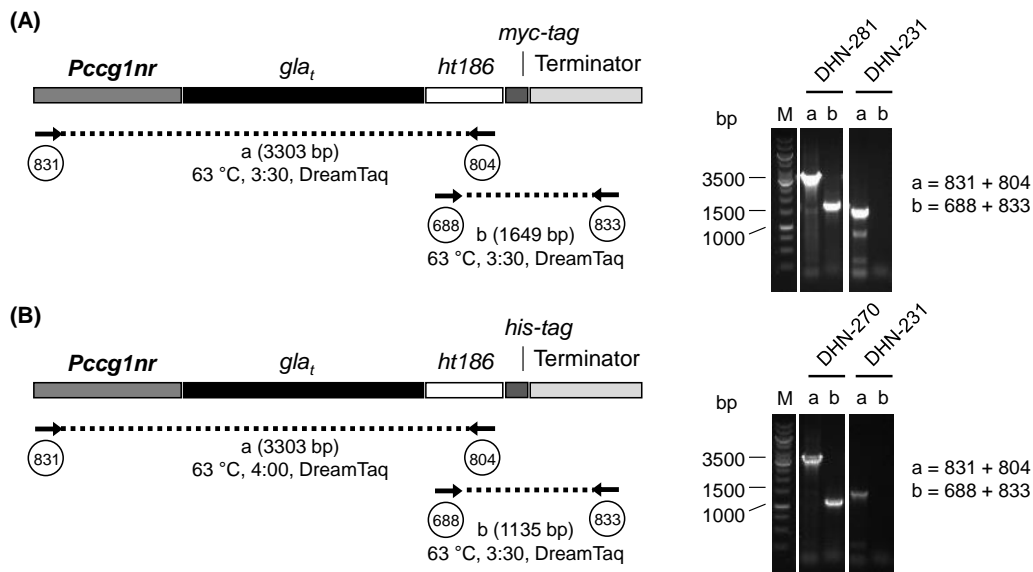 (A)
myc-tag
Pccg1nr
glat
ht186
Terminator
831
a (3303 bp)
63 °C, 3:30, DreamTaq
804
688
b (1649 bp)
63 °C, 3:30, DreamTaq
833
DHN-281
DHN-231
bp
M
a b
a b
3500
1500
1000
a = 831 + 804
b = 688 + 833
(B)
his-tag
Pccg1nr
glat
ht186
Terminator
831
a (3303 bp)
63 °C, 4:00, DreamTaq
804
688
b (1135 bp)
63 °C, 3:30, DreamTaq
833
DHN-270
DHN-231
bp
M
a b
a b
3500
1500
1000
a = 831 + 804
b = 688 + 833